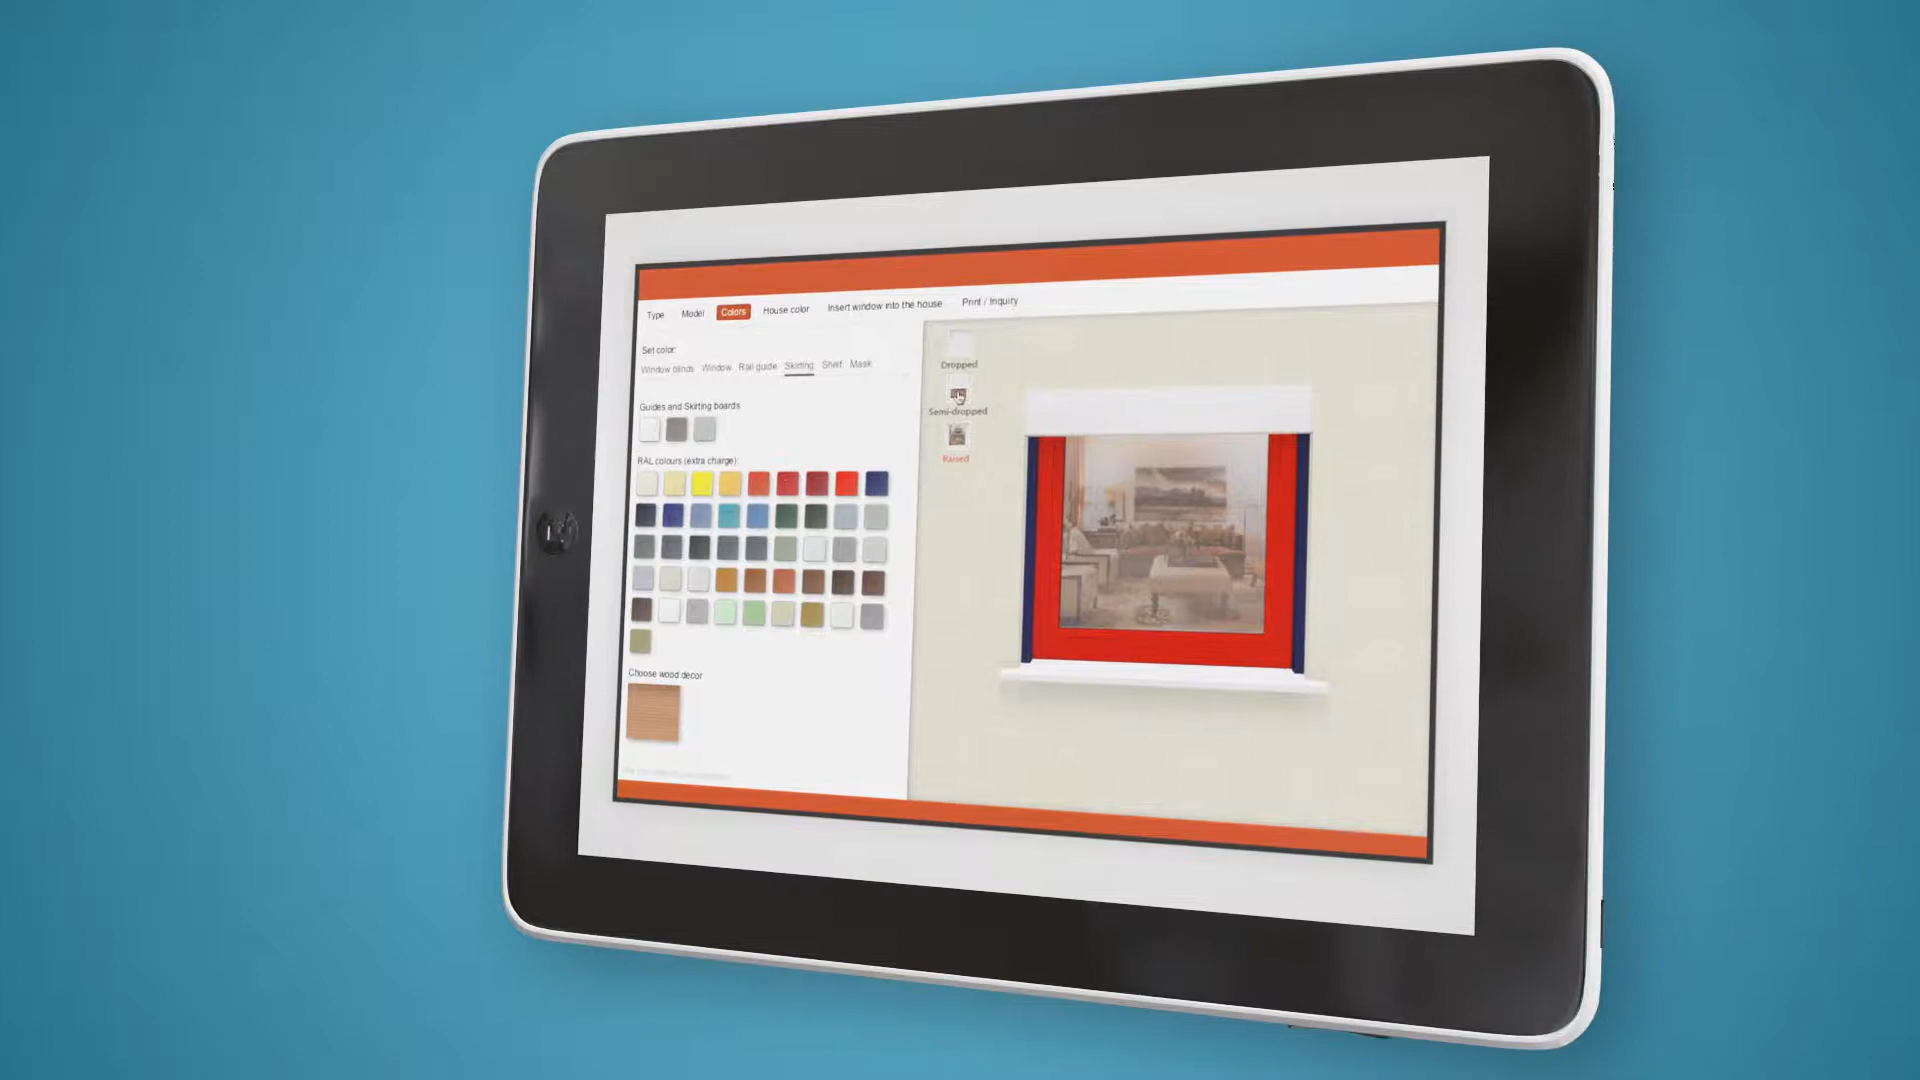 Type Model Colors House color Insert window into the house Print / Inquiry
Set color:
Window blinds Window Rail guide Skirting Shelf Mask
Guides and Skirting boards
RAL colours (extra charge):
Choose wood decor
Dropped
Semi-dropped
Raised